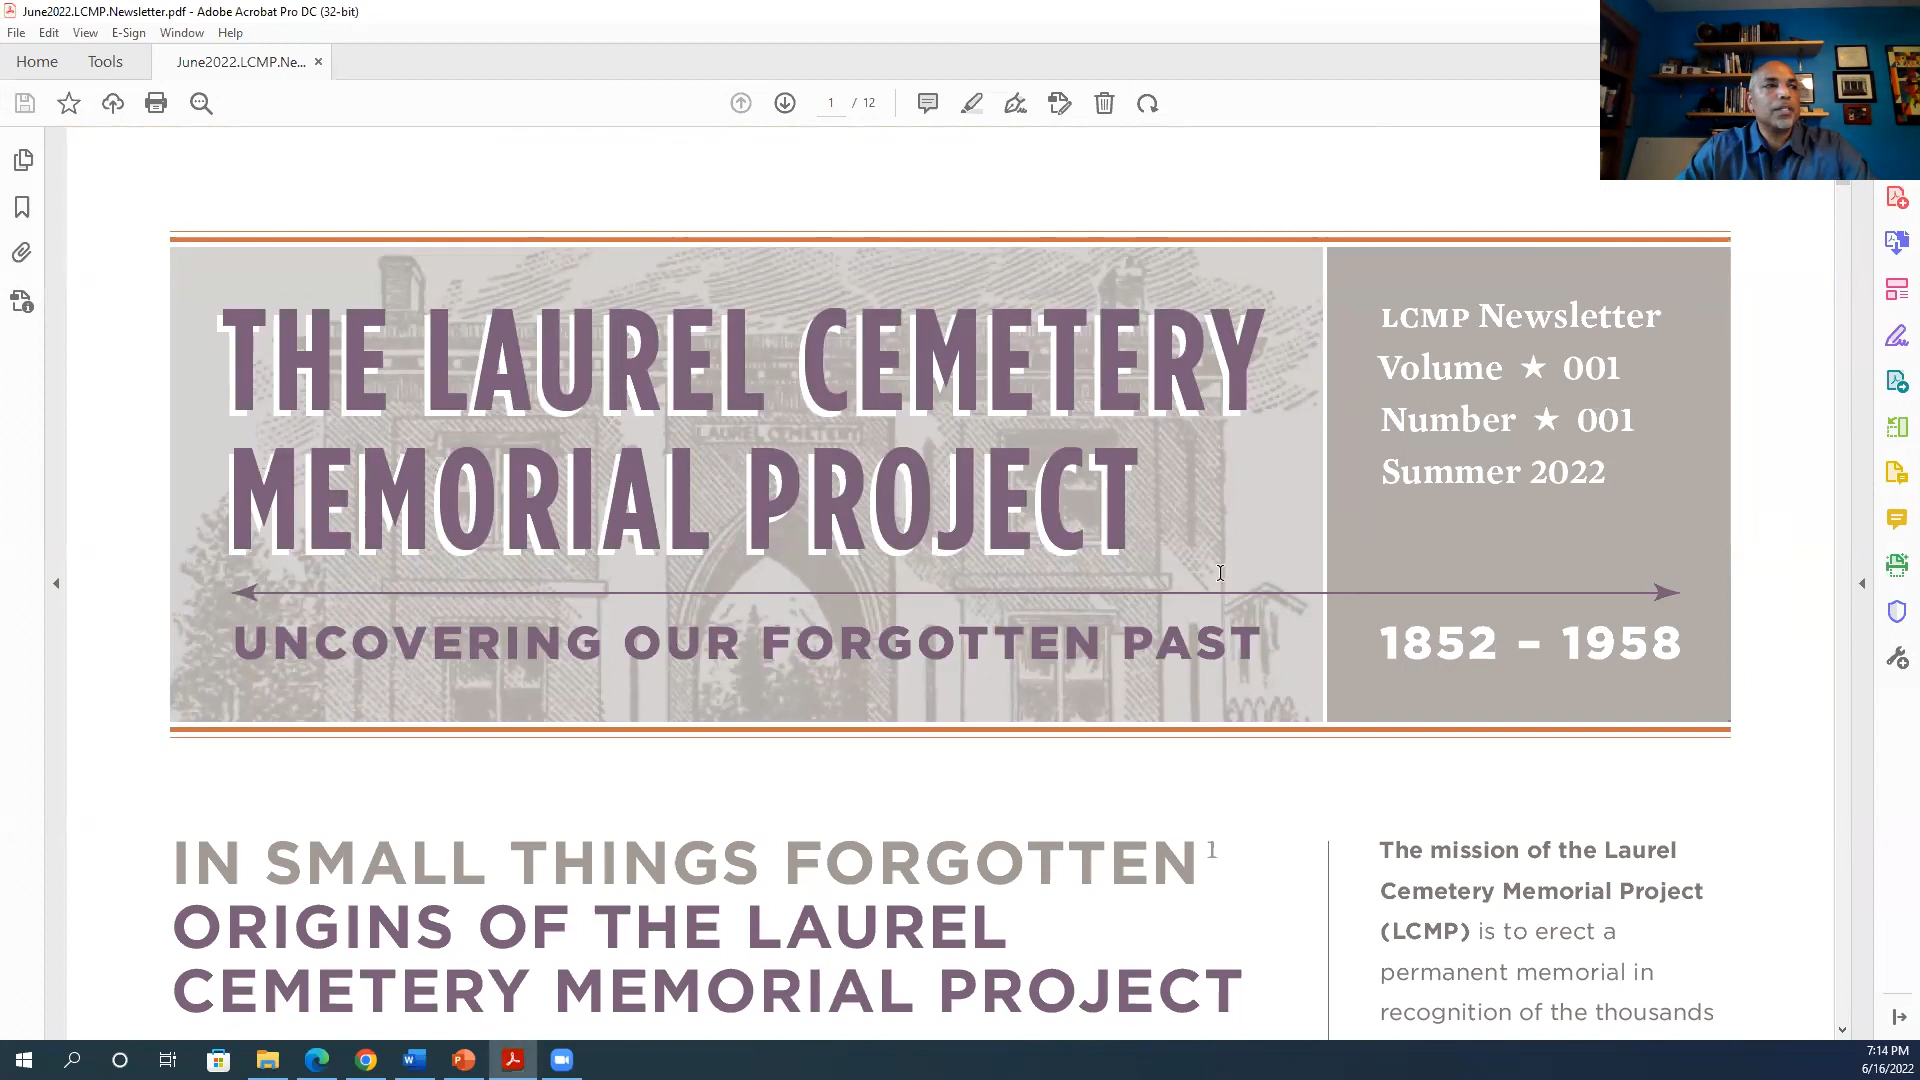 June2022.LCMP.Newsletter.pdf - Adobe Acrobat Pro DC (32-bit)
File Edit View E-Sign Window Help
Home Tools June2022.LCMP.Ne... ×
1 / 12
THE LAUREL CEMETERY
MEMORIAL PROJECT
UNCOVERING OUR FORGOTTEN PAST
LAUREL CEMETERY
LCMP Newsletter
Volume ★ 001
Number ★ 001
Summer 2022
1852 – 1958
IN SMALL THINGS FORGOTTEN¹
ORIGINS OF THE LAUREL
CEMETERY MEMORIAL PROJECT
The mission of the Laurel
Cemetery Memorial Project
(LCMP) is to erect a
permanent memorial in
recognition of the thousands
7:14 PM
6/16/2022